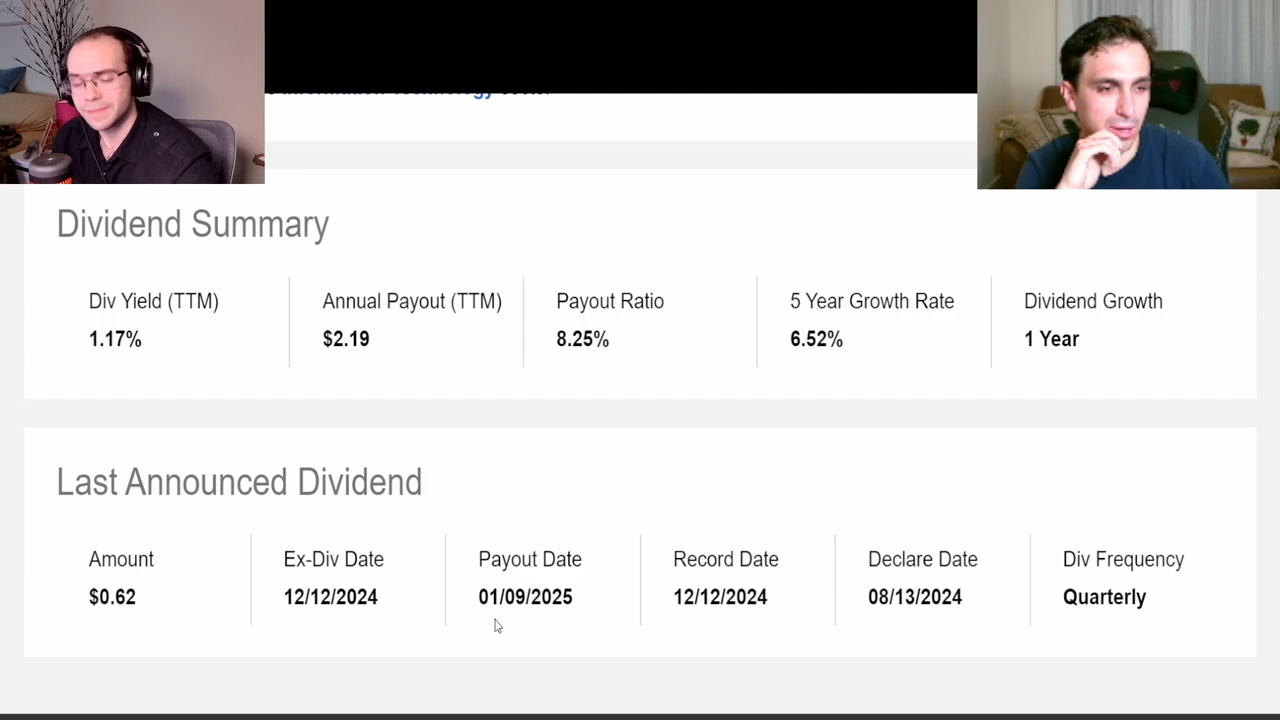 Information Technology
Dividend Summary
Div Yield (TTM)
1.17%
Annual Payout (TTM)
$2.19
Payout Ratio
8.25%
5 Year Growth Rate
6.52%
Dividend Growth
1 Year
Last Announced Dividend
Amount
$0.62
Ex-Div Date
12/12/2024
Payout Date
01/09/2025
Record Date
12/12/2024
Declare Date
08/13/2024
Div Frequency
Quarterly